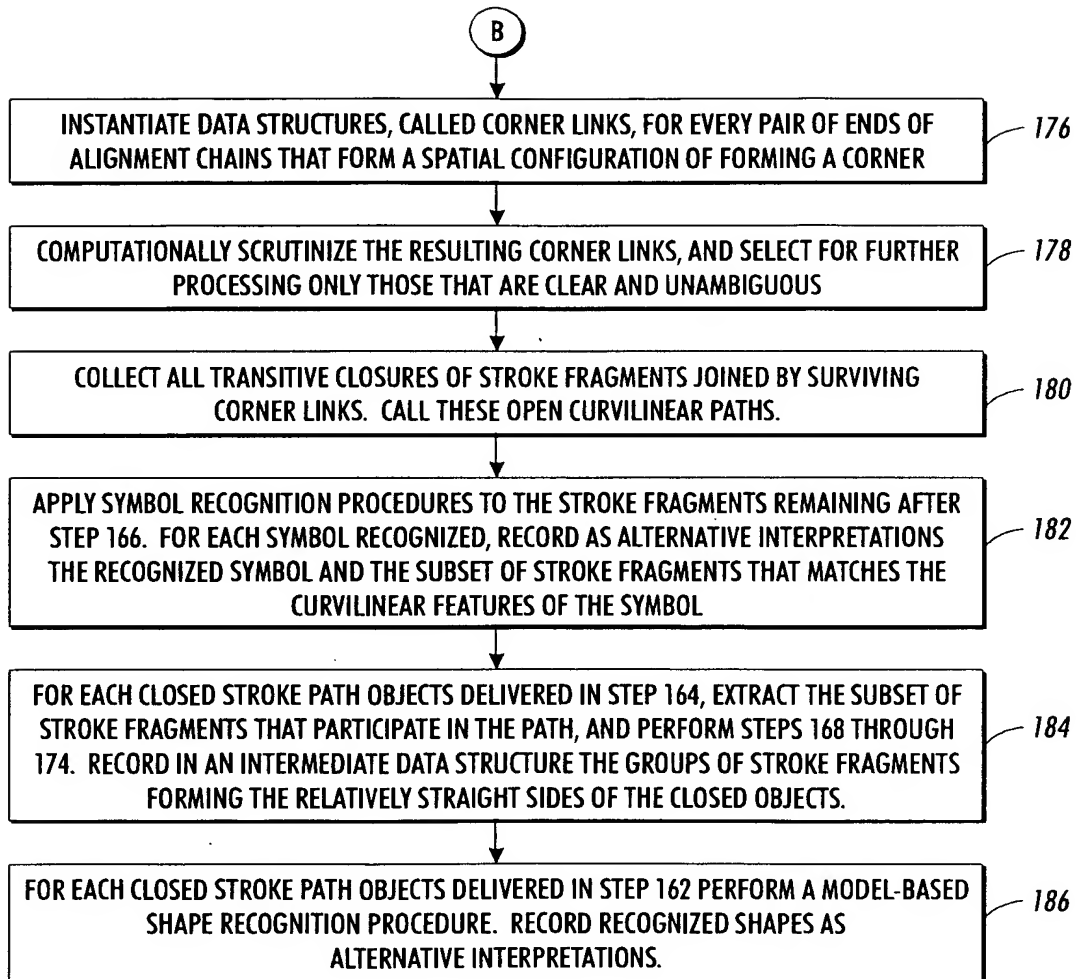 B
INSTANTIATE DATA STRUCTURES, CALLED CORNER LINKS, FOR EVERY PAIR OF ENDS OF
ALIGNMENT CHAINS THAT FORM A SPATIAL CONFIGURATION OF FORMING A CORNER
176
COMPUTATIONALLY SCRUTINIZE THE RESULTING CORNER LINKS, AND SELECT FOR FURTHER
PROCESSING ONLY THOSE THAT ARE CLEAR AND UNAMBIGUOUS
178
COLLECT ALL TRANSITIVE CLOSURES OF STROKE FRAGMENTS JOINED BY SURVIVING
CORNER LINKS. CALL THESE OPEN CURVILINEAR PATHS.
180
APPLY SYMBOL RECOGNITION PROCEDURES TO THE STROKE FRAGMENTS REMAINING AFTER
STEP 166. FOR EACH SYMBOL RECOGNIZED, RECORD AS ALTERNATIVE INTERPRETATIONS
THE RECOGNIZED SYMBOL AND THE SUBSET OF STROKE FRAGMENTS THAT MATCHES THE
CURVILINEAR FEATURES OF THE SYMBOL
182
FOR EACH CLOSED STROKE PATH OBJECTS DELIVERED IN STEP 164, EXTRACT THE SUBSET OF
STROKE FRAGMENTS THAT PARTICIPATE IN THE PATH, AND PERFORM STEPS 168 THROUGH
174. RECORD IN AN INTERMEDIATE DATA STRUCTURE THE GROUPS OF STROKE FRAGMENTS
FORMING THE RELATIVELY STRAIGHT SIDES OF THE CLOSED OBJECTS.
184
FOR EACH CLOSED STROKE PATH OBJECTS DELIVERED IN STEP 162 PERFORM A MODEL-BASED
SHAPE RECOGNITION PROCEDURE. RECORD RECOGNIZED SHAPES AS
ALTERNATIVE INTERPRETATIONS.
186